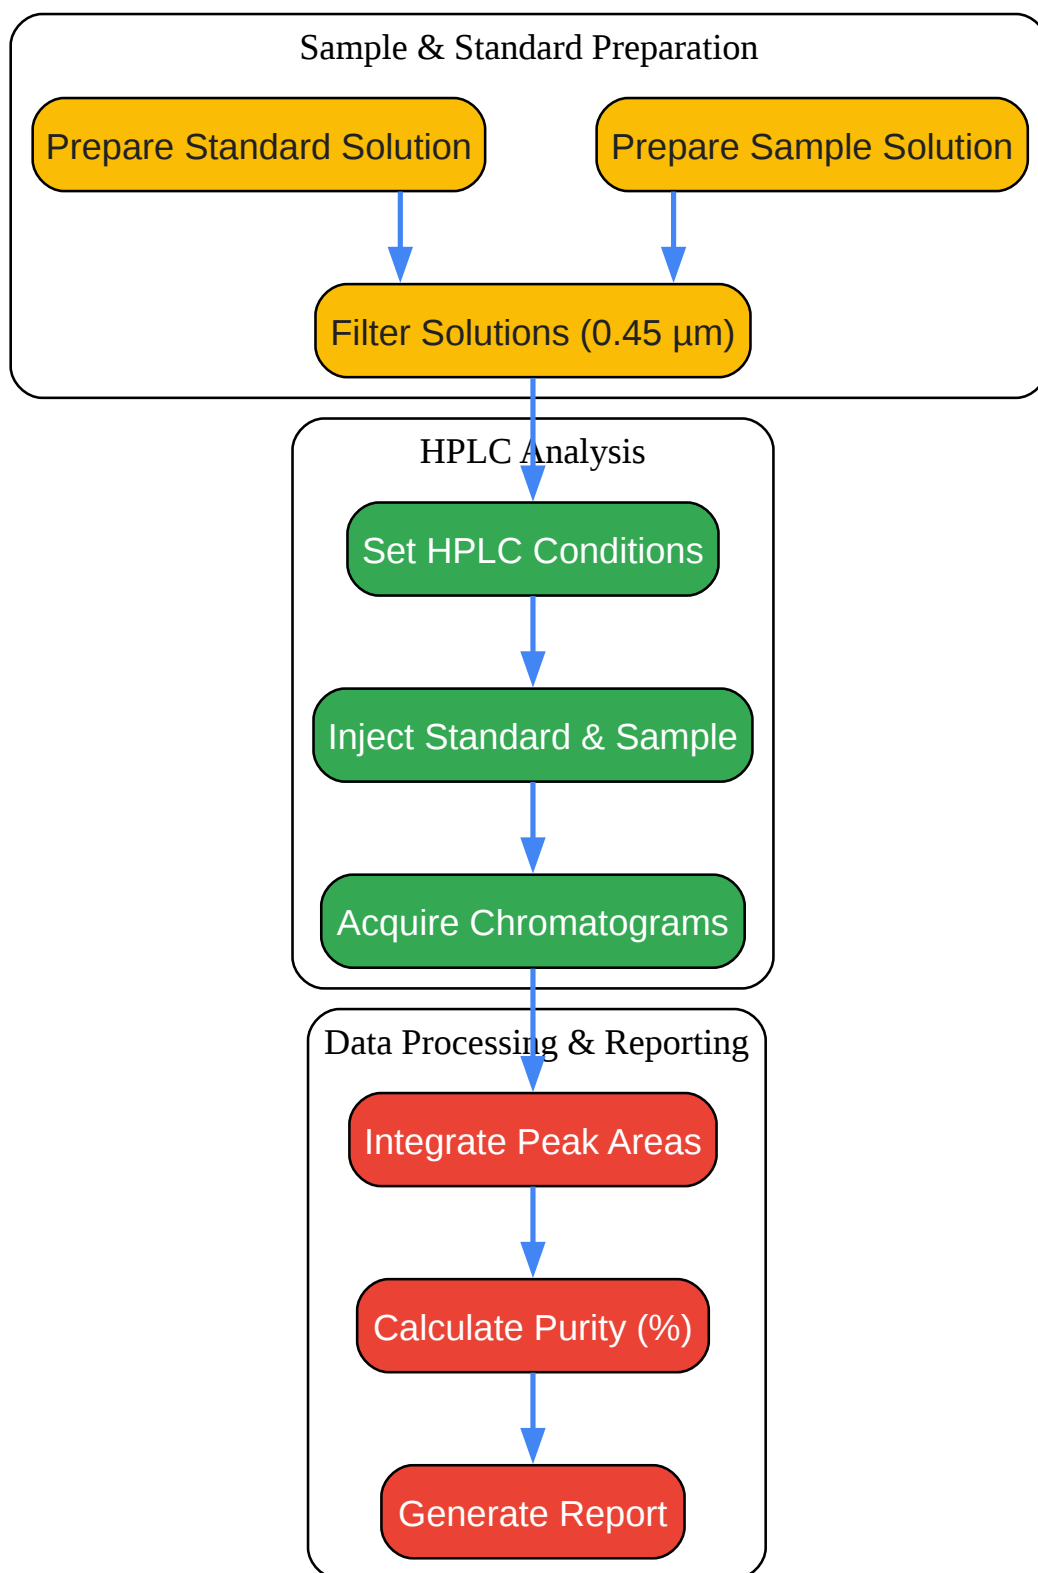 Sample & Standard Preparation
Prepare Standard Solution
Prepare Sample Solution
Filter Solutions (0.45 µm)
HPLC Analysis
Set HPLC Conditions
Inject Standard & Sample
Acquire Chromatograms
Data Processing & Reporting
Integrate Peak Areas
Calculate Purity (%)
Generate Report